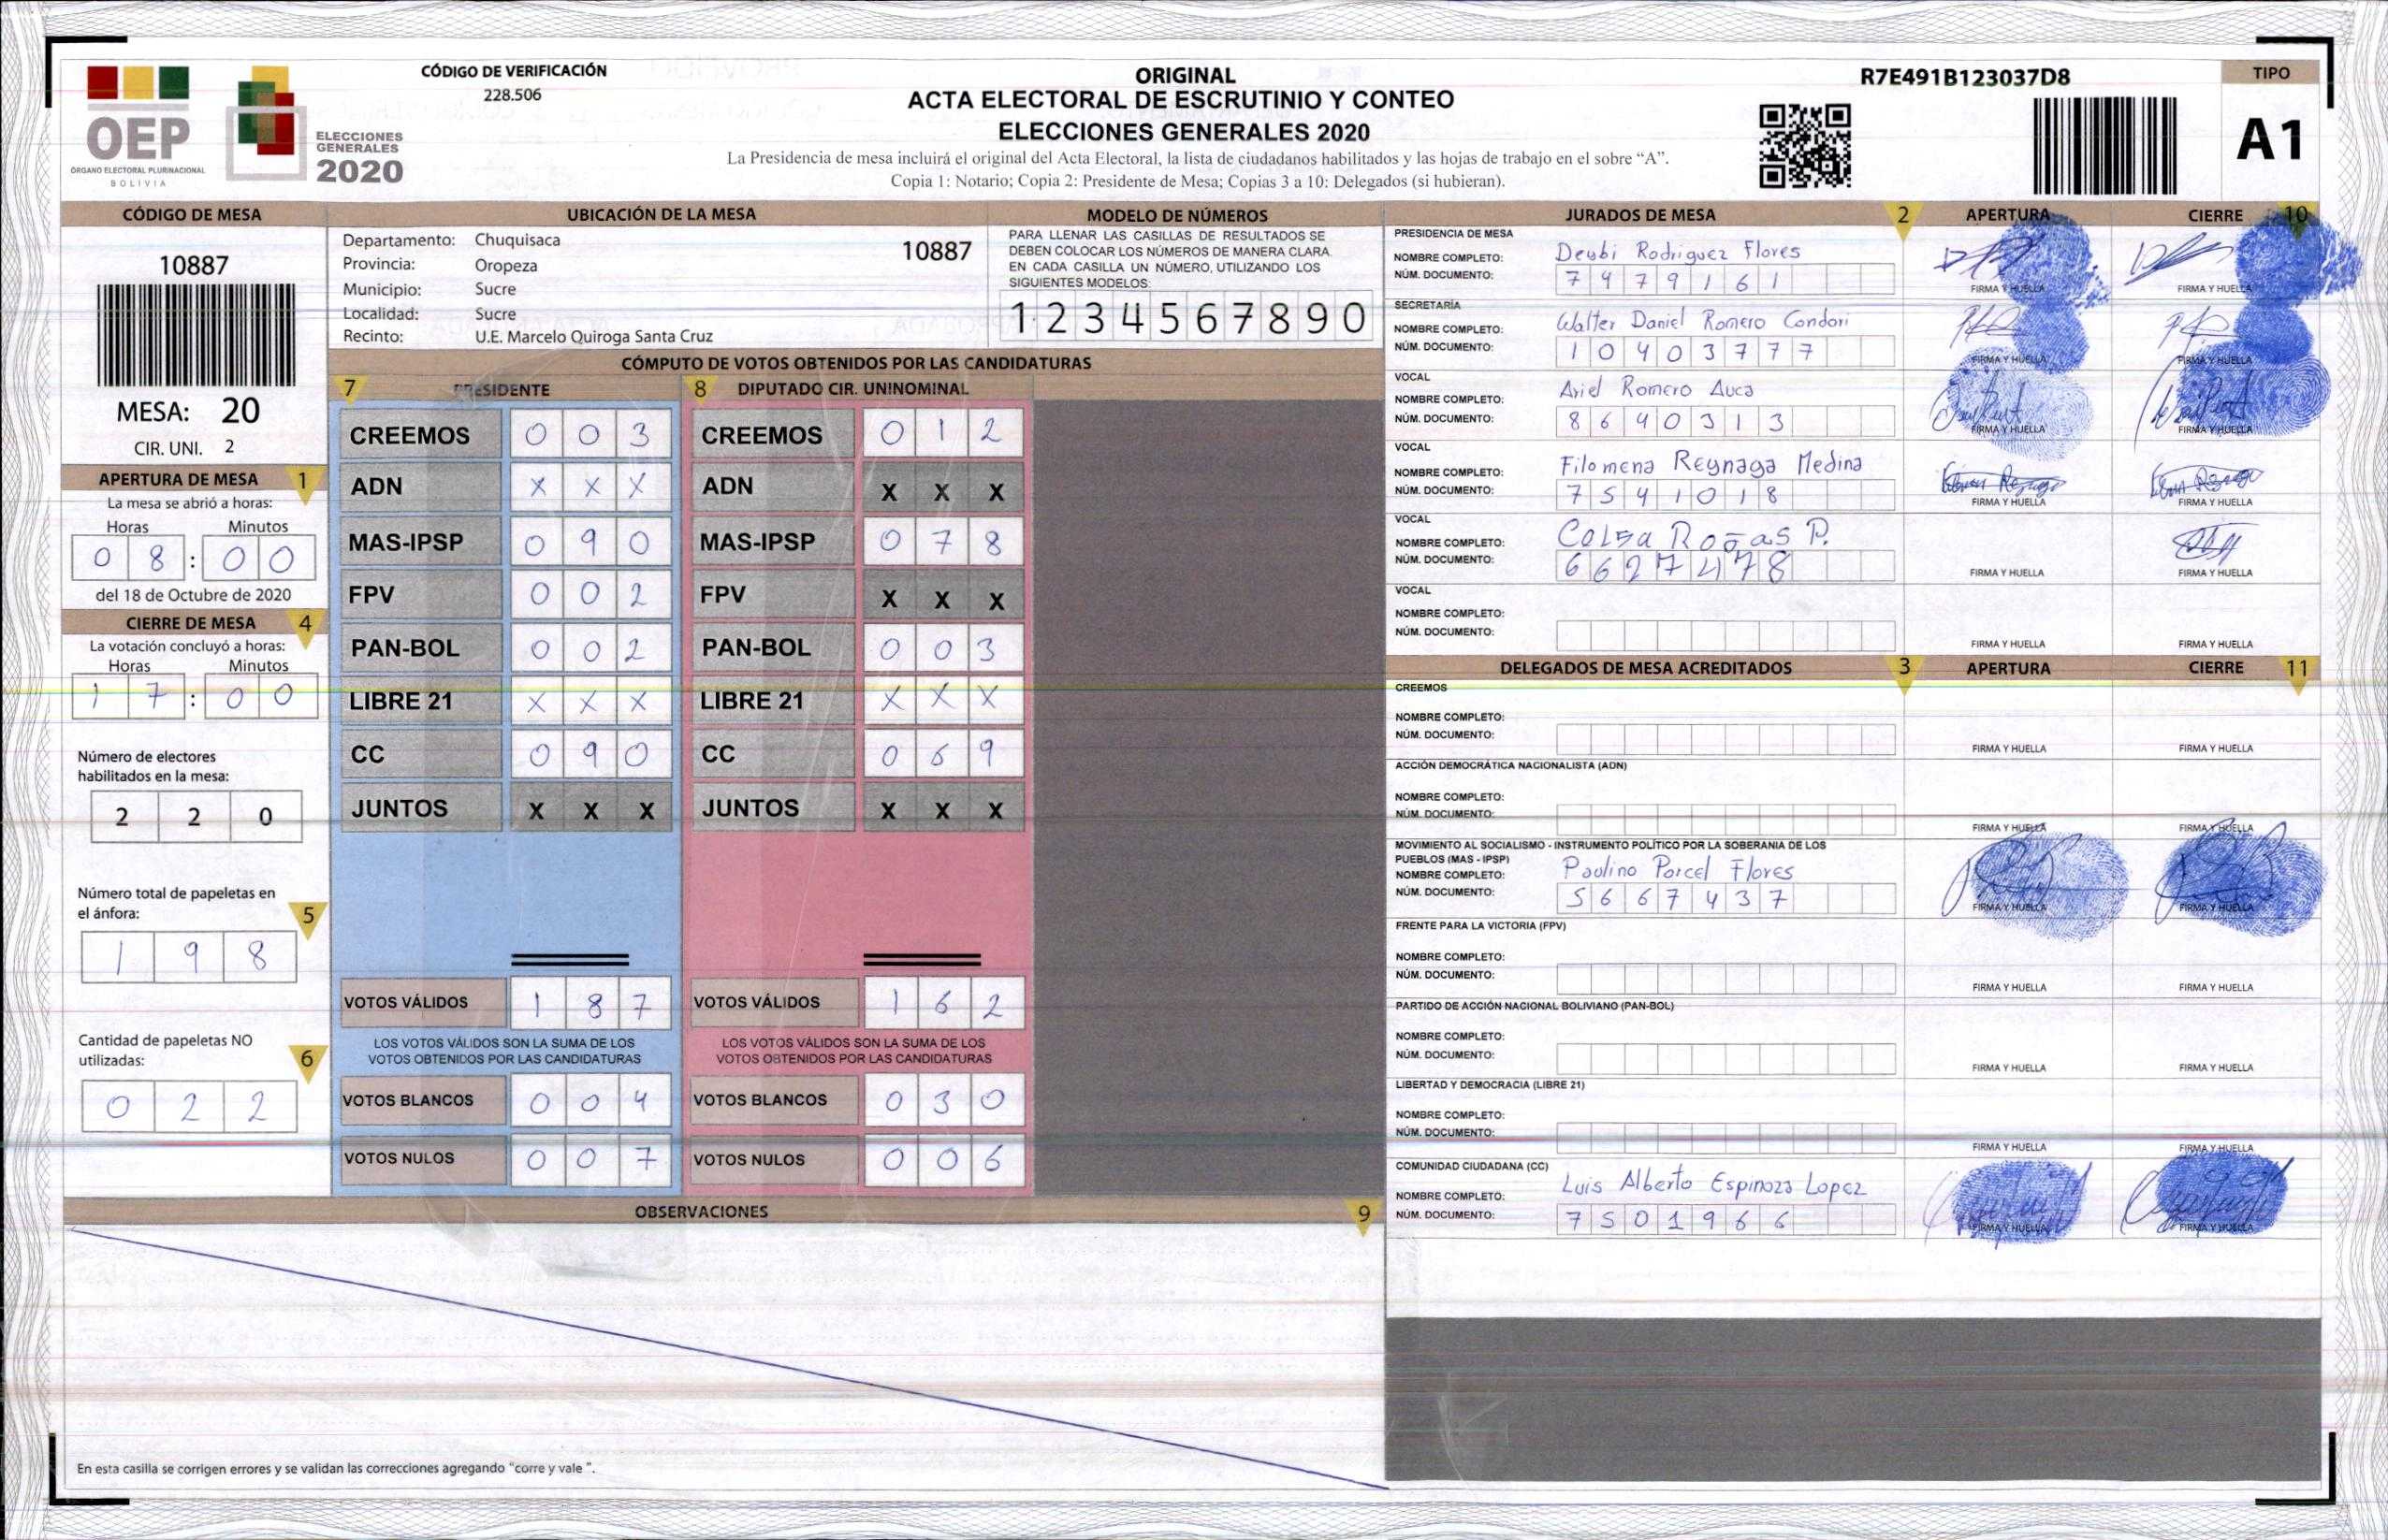 CÓDIGO DE VERIFICACIÓN
228.506
OEP
ÓRGANO ELECTORAL PLURINACIONAL
BOLIVIA
ELECCIONES
GENERALES
2020
ORIGINAL
ACTA ELECTORAL DE ESCRUTINIO Y CONTEO
ELECCIONES GENERALES 2020
La Presidencia de mesa incluirá el original del Acta Electoral, la lista de ciudadanos habilitados y las hojas de trabajo en el sobre “A”.
Copia 1: Notario; Copia 2: Presidente de Mesa; Copias 3 a 10: Delegados (si hubieran).
R7E491B123037D8
TIPO
A1
CÓDIGO DE MESA
10887
MESA: 20
CIR. UNI. 2
APERTURA DE MESA 1
La mesa se abrió a horas:
Horas Minutos
0 8 : 0 0
del 18 de Octubre de 2020
CIERRE DE MESA 4
La votación concluyó a horas:
Horas Minutos
1 7 : 0 0
Número de electores
habilitados en la mesa:
2 2 0
Número total de papeletas en
el ánfora: 5
1 9 8
Cantidad de papeletas NO
utilizadas: 6
0 2 2
UBICACIÓN DE LA MESA
Departamento: Chuquisaca 10887
Provincia: Oropeza
Municipio: Sucre
Localidad: Sucre
Recinto: U.E. Marcelo Quiroga Santa Cruz
MODELO DE NÚMEROS
PARA LLENAR LAS CASILLAS DE RESULTADOS SE
DEBEN COLOCAR LOS NÚMEROS DE MANERA CLARA.
EN CADA CASILLA UN NÚMERO, UTILIZANDO LOS
SIGUIENTES MODELOS:
1 2 3 4 5 6 7 8 9 0
CÓMPUTO DE VOTOS OBTENIDOS POR LAS CANDIDATURAS
7 PRESIDENTE
CREEMOS 0 0 3
ADN X X X
MAS-IPSP 0 9 0
FPV 0 0 2
PAN-BOL 0 0 2
LIBRE 21 X X X
CC 0 9 0
JUNTOS X X X
VOTOS VÁLIDOS 1 8 7
LOS VOTOS VÁLIDOS SON LA SUMA DE LOS
VOTOS OBTENIDOS POR LAS CANDIDATURAS
VOTOS BLANCOS 0 0 4
VOTOS NULOS 0 0 7
8 DIPUTADO CIR. UNINOMINAL
CREEMOS 0 1 2
ADN X X X
MAS-IPSP 0 7 8
FPV X X X
PAN-BOL 0 0 3
LIBRE 21 X X X
CC 0 6 9
JUNTOS X X X
VOTOS VÁLIDOS 1 6 2
LOS VOTOS VÁLIDOS SON LA SUMA DE LOS
VOTOS OBTENIDOS POR LAS CANDIDATURAS
VOTOS BLANCOS 0 3 0
VOTOS NULOS 0 0 6
OBSERVACIONES 9
En esta casilla se corrigen errores y se validan las correcciones agregando "corre y vale ".
JURADOS DE MESA 2 APERTURA CIERRE 10
PRESIDENCIA DE MESA
NOMBRE COMPLETO: Deubi Rodriguez Flores
NÚM. DOCUMENTO: 7 4 7 9 1 6 1
FIRMA Y HUELLA FIRMA Y HUELLA
SECRETARÍA
NOMBRE COMPLETO: Walter Daniel Romero Condori
NÚM. DOCUMENTO: 1 0 4 0 3 7 7 7
FIRMA Y HUELLA FIRMA Y HUELLA
VOCAL
NOMBRE COMPLETO: Ariel Romero Auca
NÚM. DOCUMENTO: 8 6 4 0 3 1 3
FIRMA Y HUELLA FIRMA Y HUELLA
VOCAL
NOMBRE COMPLETO: Filomena Reynaga Medina
NÚM. DOCUMENTO: 7 5 4 1 0 1 8
FIRMA Y HUELLA FIRMA Y HUELLA
VOCAL
NOMBRE COMPLETO: P.
NÚM. DOCUMENTO: 6 6 2 7 4 7 8
FIRMA Y HUELLA FIRMA Y HUELLA
VOCAL
NOMBRE COMPLETO:
NÚM. DOCUMENTO:
FIRMA Y HUELLA FIRMA Y HUELLA
DELEGADOS DE MESA ACREDITADOS 3 APERTURA CIERRE 11
CREEMOS
NOMBRE COMPLETO:
NÚM. DOCUMENTO:
FIRMA Y HUELLA FIRMA Y HUELLA
ACCIÓN DEMOCRÁTICA NACIONALISTA (ADN)
NOMBRE COMPLETO:
NÚM. DOCUMENTO:
FIRMA Y HUELLA FIRMA Y HUELLA
MOVIMIENTO AL SOCIALISMO - INSTRUMENTO POLÍTICO POR LA SOBERANIA DE LOS
PUEBLOS (MAS - IPSP)
NOMBRE COMPLETO: Paulino Porcel Flores
NÚM. DOCUMENTO: 5 6 6 7 4 3 7
FIRMA Y HUELLA FIRMA Y HUELLA
FRENTE PARA LA VICTORIA (FPV)
NOMBRE COMPLETO:
NÚM. DOCUMENTO:
FIRMA Y HUELLA FIRMA Y HUELLA
PARTIDO DE ACCIÓN NACIONAL BOLIVIANO (PAN-BOL)
NOMBRE COMPLETO:
NÚM. DOCUMENTO:
FIRMA Y HUELLA FIRMA Y HUELLA
LIBERTAD Y DEMOCRACIA (LIBRE 21)
NOMBRE COMPLETO:
NÚM. DOCUMENTO:
FIRMA Y HUELLA FIRMA Y HUELLA
COMUNIDAD CIUDADANA (CC)
NOMBRE COMPLETO: Luis Alberto Espinoza Lopez
NÚM. DOCUMENTO: 7 5 0 1 9 6 6
FIRMA Y HUELLA FIRMA Y HUELLA